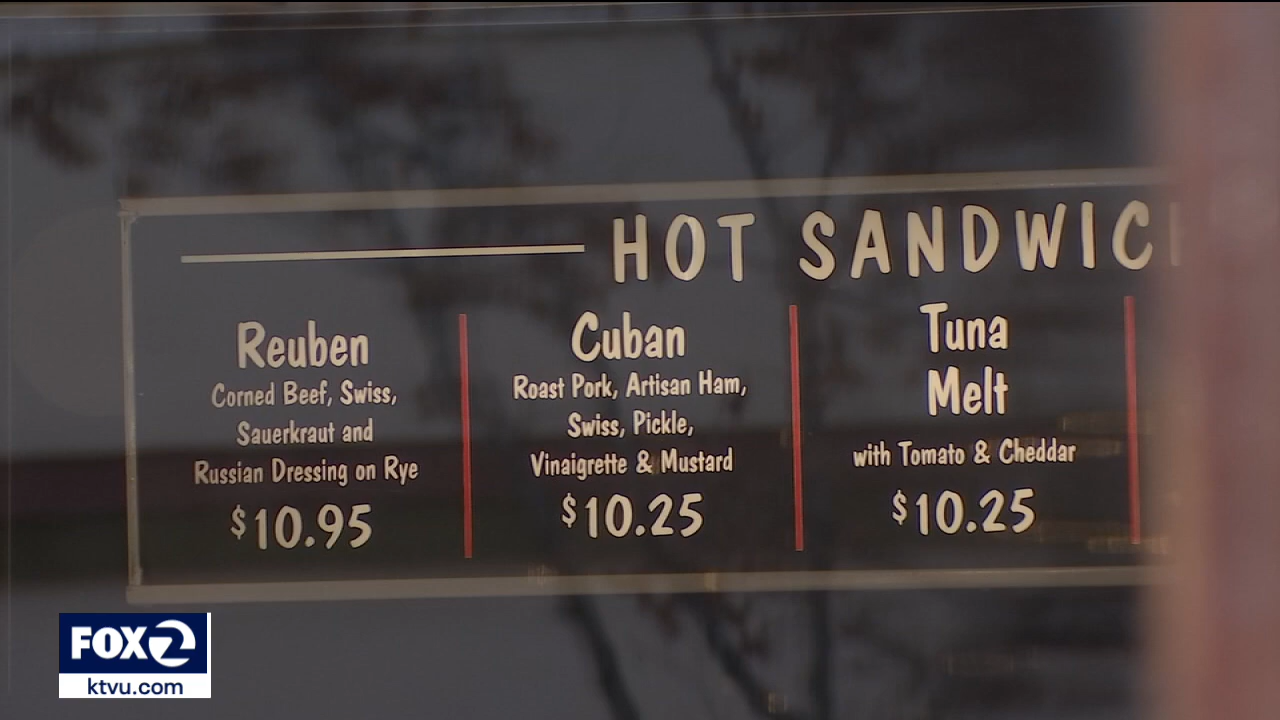 HOT SANDWICH
Reuben
Corned Beef, Swiss,
Sauerkraut and
Russian Dressing on Rye
$10.95
Cuban
Roast Pork, Artisan Ham,
Swiss, Pickle,
Vinaigrette & Mustard
$10.25
Tuna
Melt
with Tomato & Cheddar
$10.25
FOX 2
ktvu.com